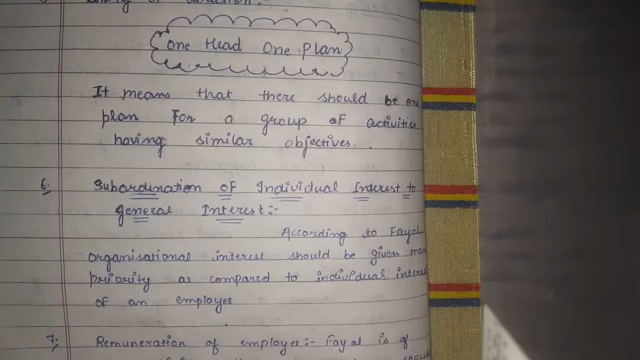 One Head One Plan
It means that there should be one
plan for a group of activities
having similar objectives.
6. Subordination of Individual Interest to
general Interest:-
According to Fayol
Organisational interest should be given
priority as compared to individual
of an employee
7. Remuneration of employee:- Fayol is of